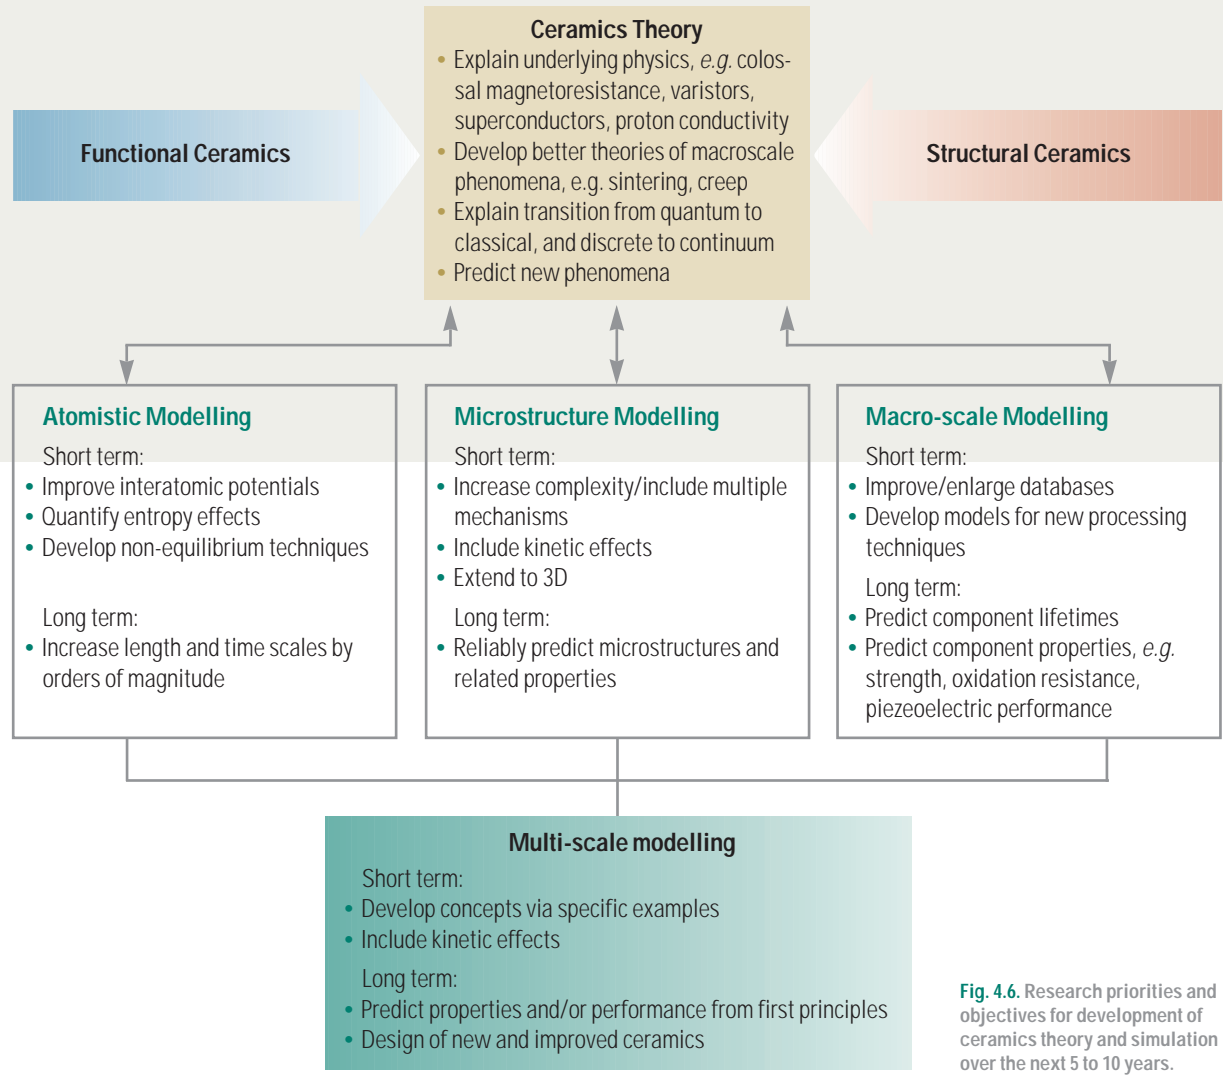 Ceramics Theory
• Explain underlying physics, e.g. colos-
sal magnetoresistance, varistors,
superconductors, proton conductivity
• Develop better theories of macroscale
phenomena, e.g. sintering, creep
• Explain transition from quantum to
classical, and discrete to continuum
• Predict new phenomena
Functional Ceramics
Structural Ceramics
Atomistic Modelling
Short term:
• Improve interatomic potentials
• Quantify entropy effects
• Develop non-equilibrium techniques
Long term:
• Increase length and time scales by
orders of magnitude
Microstructure Modelling
Short term:
• Increase complexity/include multiple
mechanisms
• Include kinetic effects
• Extend to 3D
Long term:
• Reliably predict microstructures and
related properties
Macro-scale Modelling
Short term:
• Improve/enlarge databases
• Develop models for new processing
techniques
Long term:
• Predict component lifetimes
• Predict component properties, e.g.
strength, oxidation resistance,
piezoelectric performance
Multi-scale modelling
Short term:
• Develop concepts via specific examples
• Include kinetic effects
Long term:
• Predict properties and/or performance from first principles
• Design of new and improved ceramics
Fig. 4.6. Research priorities and
objectives for development of
ceramics theory and simulation
over the next 5 to 10 years.